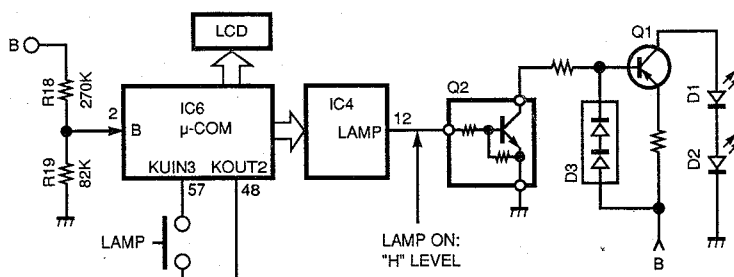 LCD
Q1
B
R18
270K
IC6
μ-COM
IC4
Q2
2
B
LAMP
12
D1
R19
82K
KUIN3
KOUT2
D3
D2
57
48
LAMP
LAMP ON:
"H" LEVEL
B